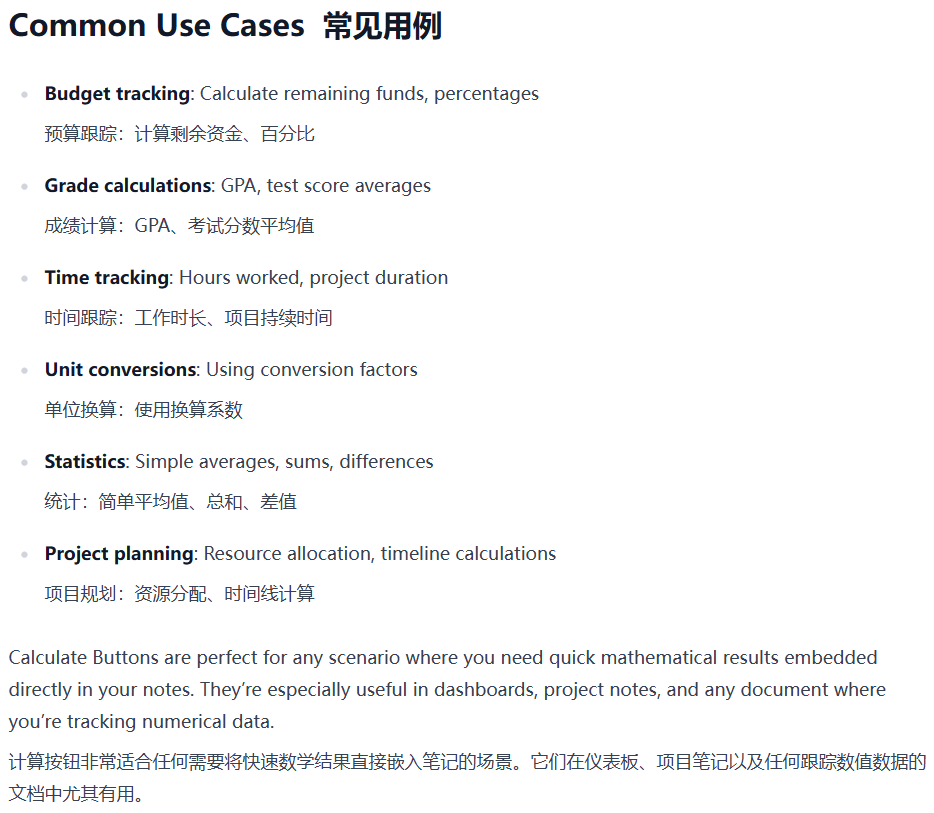 Common Use Cases 常见用例
Budget tracking: Calculate remaining funds, percentages
预算跟踪：计算剩余资金、百分比
Grade calculations: GPA, test score averages
成绩计算：GPA、考试分数平均值
Time tracking: Hours worked, project duration
时间跟踪：工作时长、项目持续时间
Unit conversions: Using conversion factors
单位换算：使用换算系数
Statistics: Simple averages, sums, differences
统计：简单平均值、总和、差值
Project planning: Resource allocation, timeline calculations
项目规划：资源分配、时间线计算
Calculate Buttons are perfect for any scenario where you need quick mathematical results embedded
directly in your notes. They’re especially useful in dashboards, project notes, and any document where
you’re tracking numerical data.
计算按钮非常适合任何需要将快速数学结果直接嵌入笔记的场景。它们在仪表板、项目笔记以及任何跟踪数值数据的
文档中尤其有用。